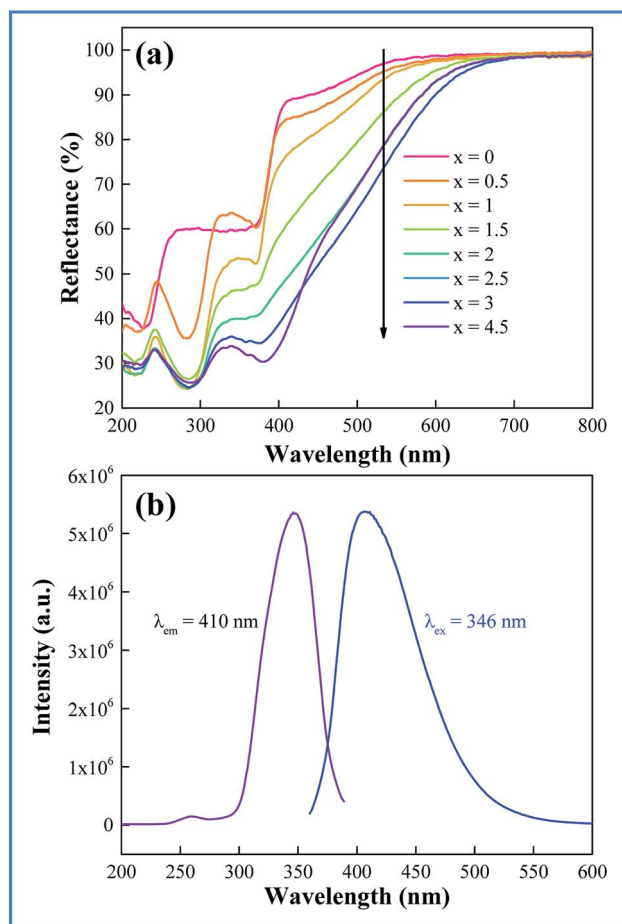 (a)
100
90
80
70
60
50
40
30
20
Reflectance (%)
x = 0
x = 0.5
x = 1
x = 1.5
x = 2
x = 2.5
x = 3
x = 4.5
200 300 400 500 600 700 800
Wavelength (nm)
(b)
6x10⁶
5x10⁶
4x10⁶
3x10⁶
2x10⁶
1x10⁶
0
Intensity (a.u.)
λem = 410 nm
λex = 346 nm
200 250 300 350 400 450 500 550 600
Wavelength (nm)